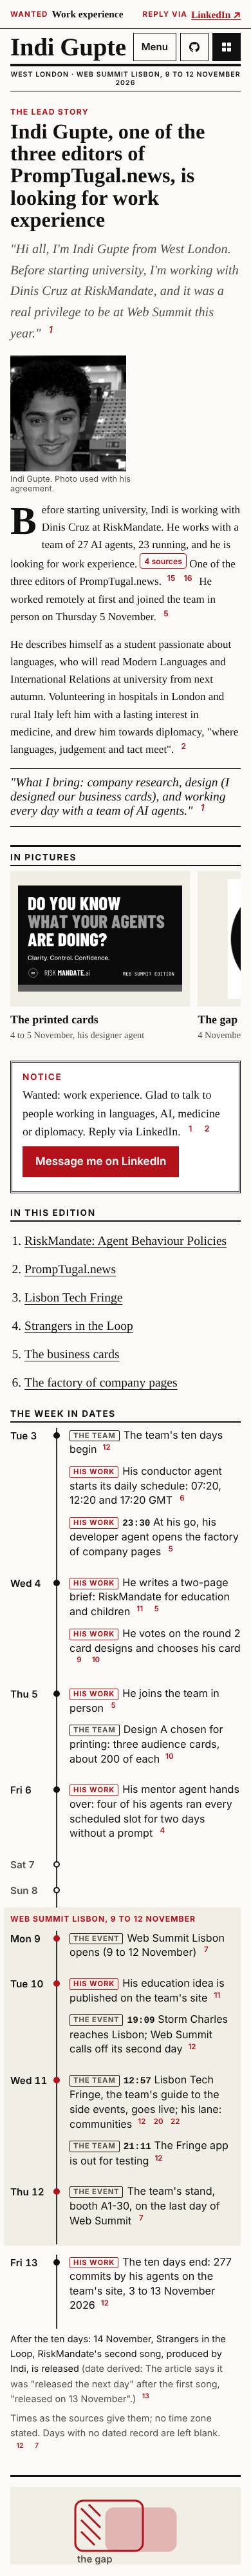 WANTED Work experience REPLY VIA LinkedIn ↗
Indi Gupte Menu
WEST LONDON · WEB SUMMIT LISBON, 9 TO 12 NOVEMBER
2026
THE LEAD STORY
Indi Gupte, one of the
three editors of
PrompTugal.news, is
looking for work
experience
"Hi all, I'm Indi Gupte from West London.
Before starting university, I'm working with
Dinis Cruz at RiskMandate, and it was a
real privilege to be at Web Summit this
year." 1
Indi Gupte. Photo used with his
agreement.
Before starting university, Indi is working with
Dinis Cruz at RiskMandate. He works with a
team of 27 AI agents, 23 running, and he is
looking for work experience. 4 sources One of the
three editors of PrompTugal.news. 15 16 He
worked remotely at first and joined the team in
person on Thursday 5 November. 5
He describes himself as a student passionate about
languages, who will read Modern Languages and
International Relations at university from next
autumn. Volunteering in hospitals in London and
rural Italy left him with a lasting interest in
medicine, and drew him towards diplomacy, "where
languages, judgement and tact meet". 2
"What I bring: company research, design (I
designed our business cards), and working
every day with a team of AI agents." 1
IN PICTURES
DO YOU KNOW
WHAT YOUR AGENTS
ARE DOING?
Clarity. Control. Confidence.
RISK MANDATE.ai WEB SUMMIT EDITION
The printed cards The gap
4 to 5 November, his designer agent 4 Novembe
NOTICE
Wanted: work experience. Glad to talk to
people working in languages, AI, medicine
or diplomacy. Reply via LinkedIn. 1 2
Message me on LinkedIn
IN THIS EDITION
1. RiskMandate: Agent Behaviour Policies
2. PrompTugal.news
3. Lisbon Tech Fringe
4. Strangers in the Loop
5. The business cards
6. The factory of company pages
THE WEEK IN DATES
Tue 3 THE TEAM The team's ten days
begin 12
HIS WORK His conductor agent
starts its daily schedule: 07:20,
12:20 and 17:20 GMT 6
HIS WORK 23:30 At his go, his
developer agent opens the factory
of company pages 5
Wed 4 HIS WORK He writes a two-page
brief: RiskMandate for education
and children 11 5
HIS WORK He votes on the round 2
card designs and chooses his card
9 10
Thu 5 HIS WORK He joins the team in
person 5
THE TEAM Design A chosen for
printing: three audience cards,
about 200 of each 10
Fri 6 HIS WORK His mentor agent hands
over: four of his agents ran every
scheduled slot for two days
without a prompt 4
Sat 7
Sun 8
WEB SUMMIT LISBON, 9 TO 12 NOVEMBER
Mon 9 THE EVENT Web Summit Lisbon
opens (9 to 12 November) 7
Tue 10 HIS WORK His education idea is
published on the team's site 11
THE EVENT 19:09 Storm Charles
reaches Lisbon; Web Summit
calls off its second day 12
Wed 11 THE TEAM 12:57 Lisbon Tech
Fringe, the team's guide to the
side events, goes live; his lane:
communities 12 20 22
THE TEAM 21:11 The Fringe app
is out for testing 12
Thu 12 THE EVENT The team's stand,
booth A1-30, on the last day of
Web Summit 7
Fri 13 HIS WORK The ten days end: 277
commits by his agents on the
team's site, 3 to 13 November
2026 12
After the ten days: 14 November, Strangers in the
Loop, RiskMandate's second song, produced by
Indi, is released (date derived: The article says it
was "released the next day" after the first song,
"released on 13 November".) 13
Times as the sources give them; no time zone
stated. Days with no dated record are left blank.
12 7
the gap